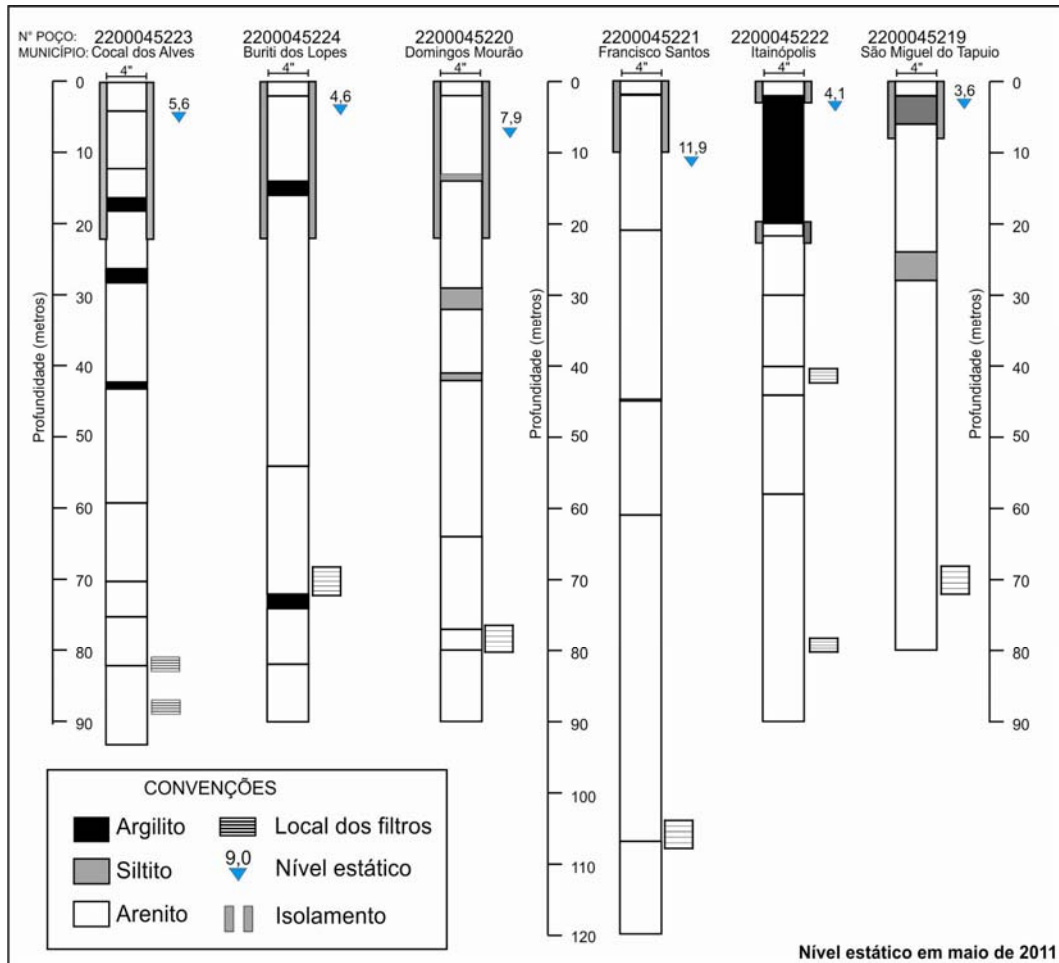 N° POÇO: 2200045223 2200045224 2200045220 2200045221 2200045222 2200045219
MUNICÍPIO: Cocal dos Alves Buriti dos Lopes Domingos Mourão Francisco Santos Itainópolis São Miguel do Tapuio
4" 4" 4" 4" 4" 4"
0 0 0
5,6 4,6 7,9 11,9 4,1 3,6
10 10 10
20 20 20
30 30 30
Profundidade (metros) Profundidade (metros) Profundidade (metros)
40 40 40
50 50 50
60 60 60
70 70 70
80 80 80
90 90 90
100
110
120
CONVENÇÕES
Argilito Local dos filtros
Siltito 9,0 Nível estático
Arenito Isolamento
Nível estático em maio de 2011